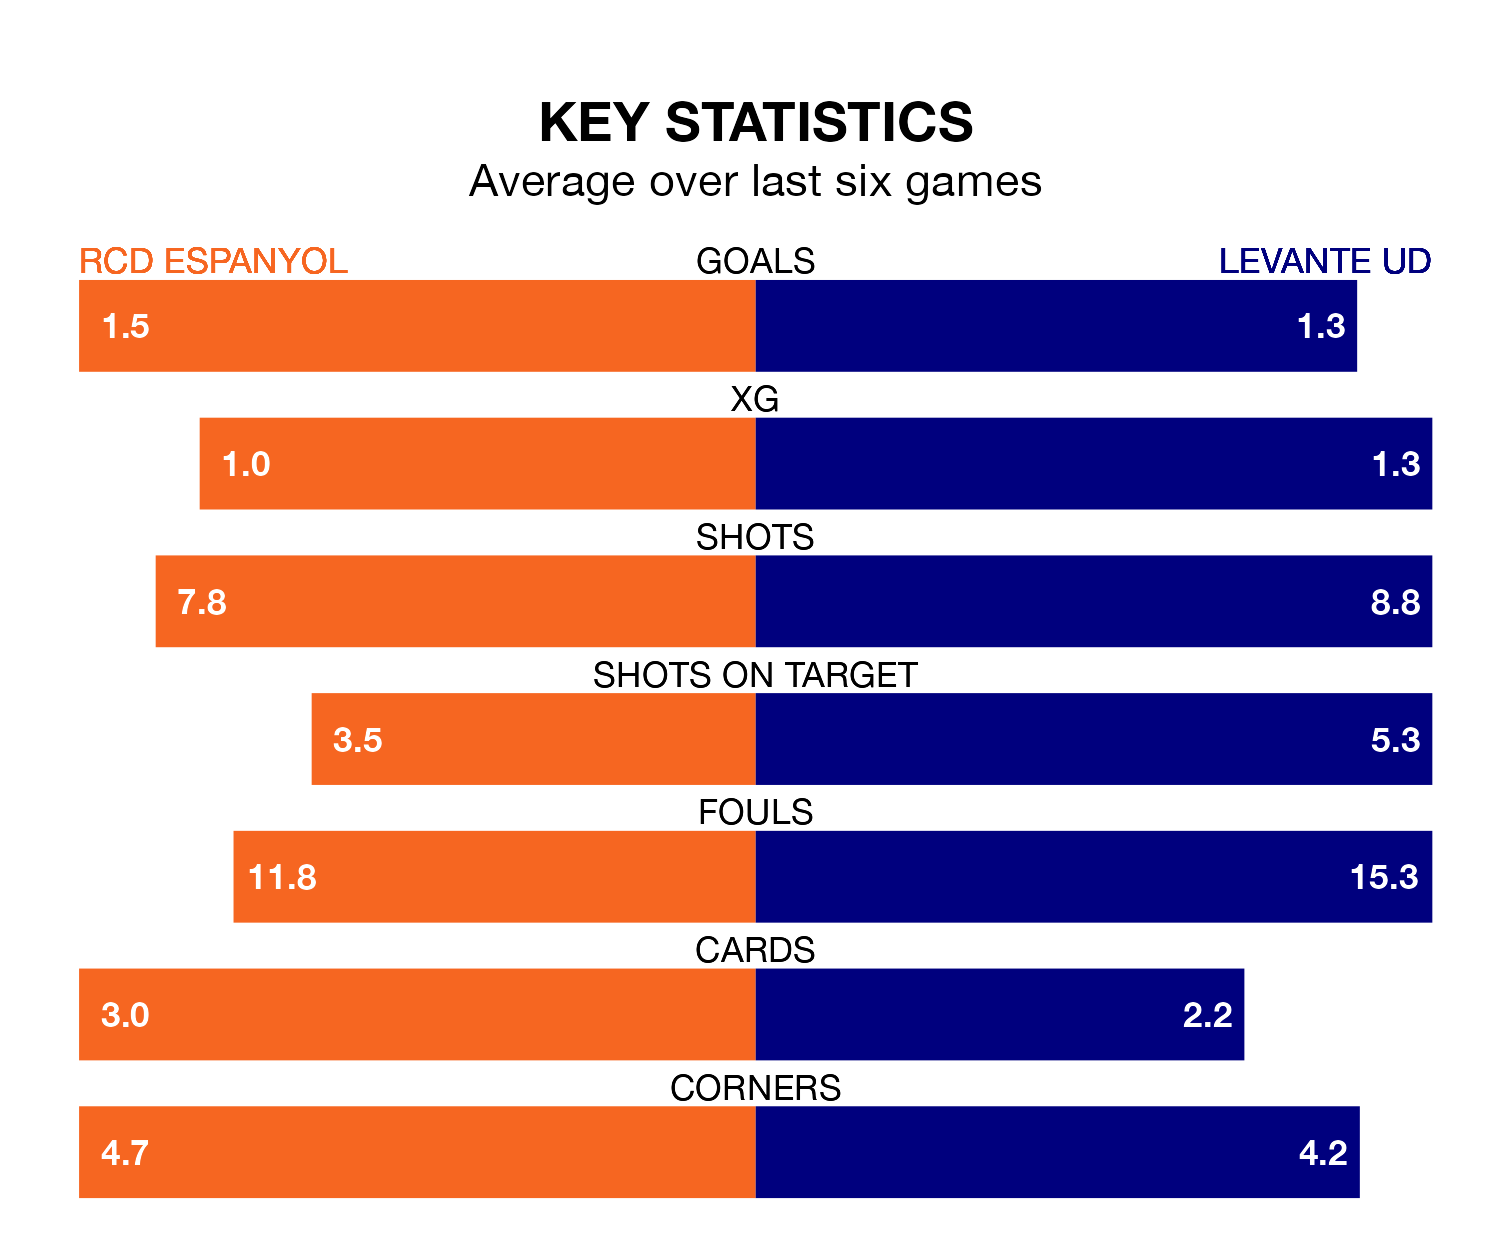 KEY STATISTICS
Average over last six games
RCD ESPANYOL GOALS LEVANTE UD
1.5 1.3
XG
1.0 1.3
SHOTS
7.8 8.8
SHOTS ON TARGET
3.5 5.3
FOULS
11.8 15.3
CARDS
3.0 2.2
CORNERS
4.7 4.2